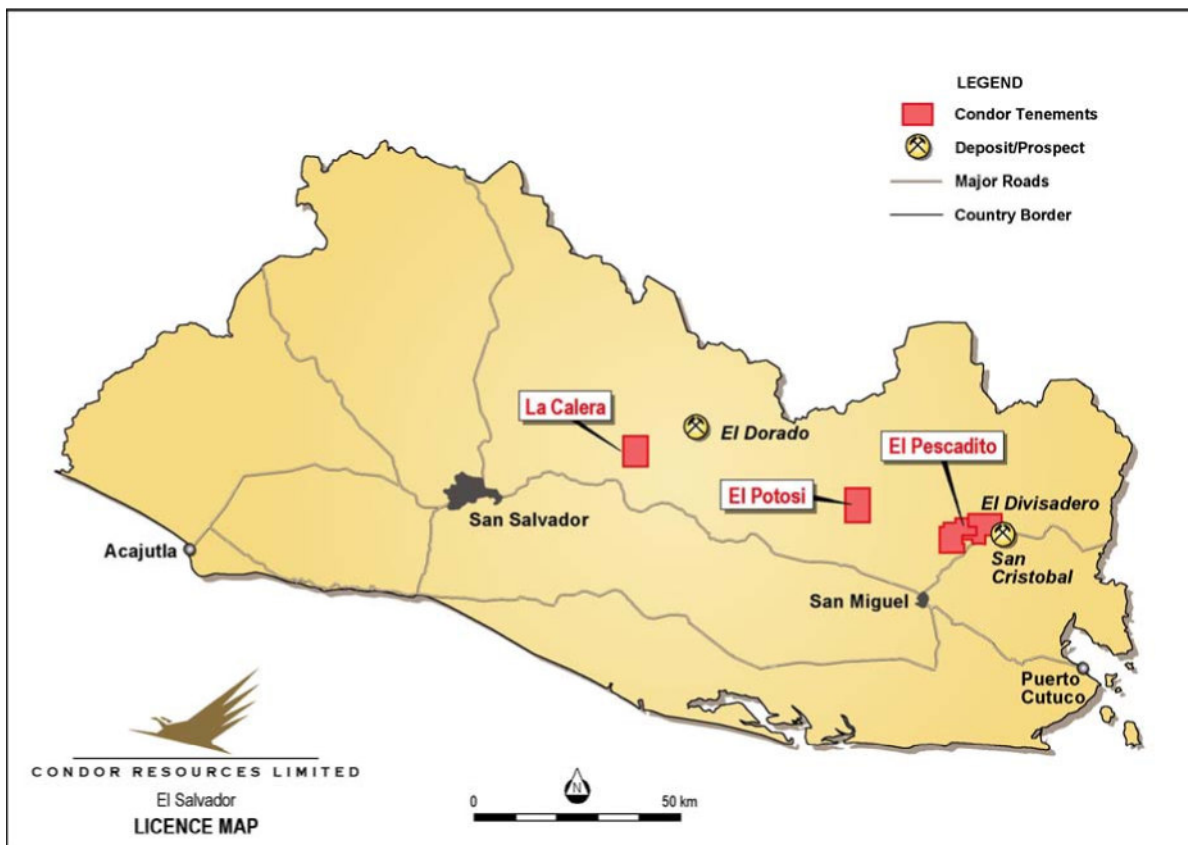 LEGEND
Condor Tenements
Deposit/Prospect
Major Roads
Country Border
La Calera
El Dorado
El Pescadito
El Potosi
El Divisadero
San Salvador
San
Cristobal
Acajutla
San Miguel
Puerto
Cutuco
CONDOR RESOURCES LIMITED
El Salvador
LICENCE MAP
N
0 50 km